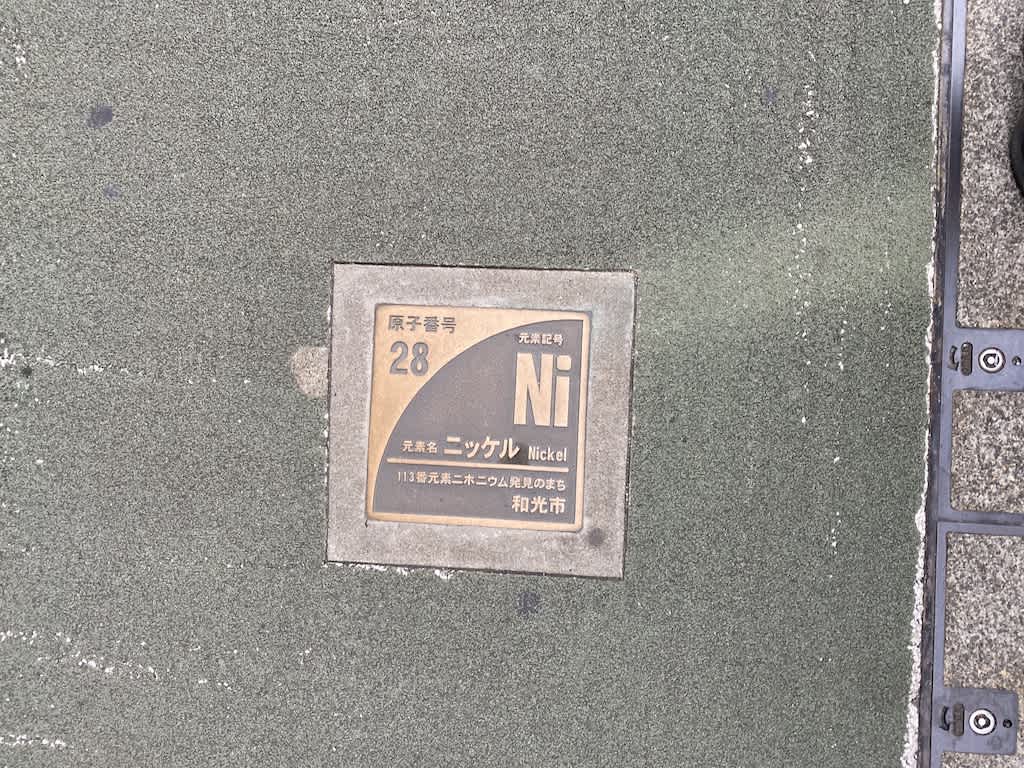 原子番号
28
元素記号
Ni
元素名 ニッケル Nickel
113番元素ニホニウム発見のまち
和光市